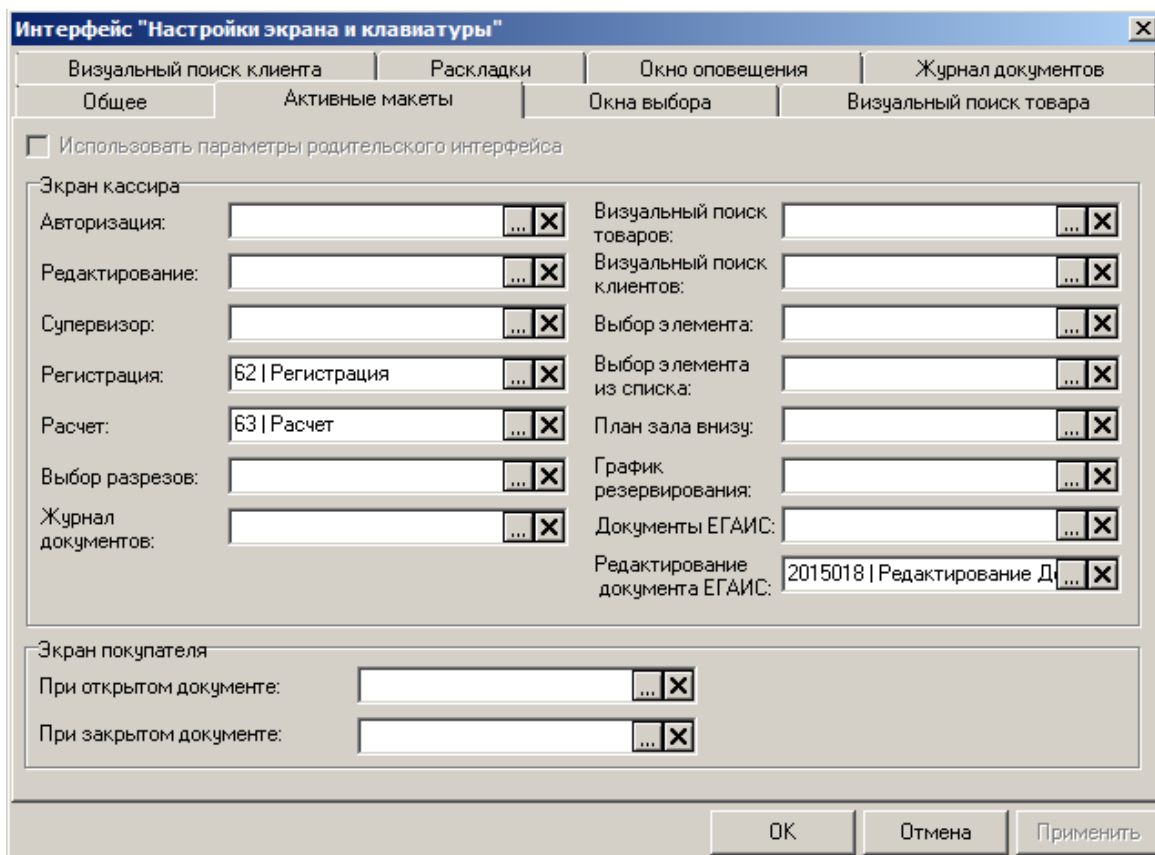 Интерфейс "Настройки экрана и клавиатуры"
Визуальный поиск клиента
Раскладки
Окно оповещения
Журнал документов
Общее
Активные макеты
Окна выбора
Визуальный поиск товара
Использовать параметры родительского интерфейса
Экран кассира
Авторизация:
...
Редактирование:
...
Супервизор:
...
Регистрация:
62 | Регистрация
...
Расчет:
63 | Расчет
...
Выбор разрезов:
...
Журнал
документов:
...
Визуальный поиск
товаров:
...
Визуальный поиск
клиентов:
...
Выбор элемента:
...
Выбор элемента
из списка:
...
План зала внизу:
...
График
резервирования:
...
Документы ЕГАИС:
...
Редактирование
документа ЕГАИС:
2015018 | Редактирование До
...
Экран покупателя
При открытом документе:
...
При закрытом документе:
...
OK
Отмена
Применить